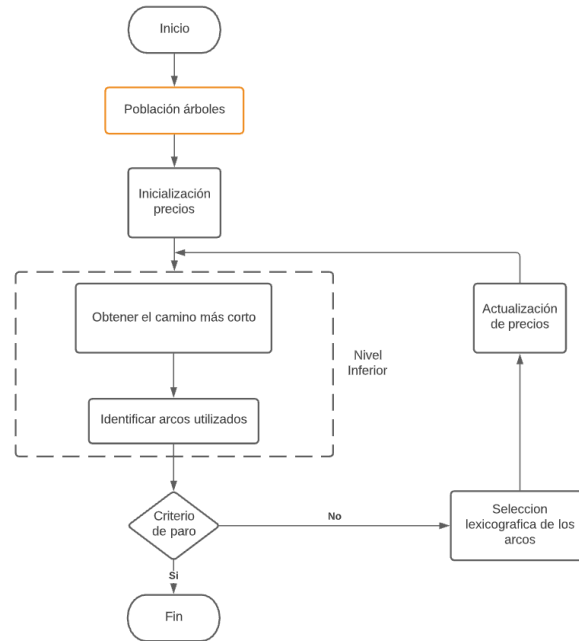 Inicio
Población árboles
Inicialización
precios
Obtener el camino más corto
Identificar arcos utilizados
Nivel
Inferior
Actualización
de precios
Criterio
de paro
No
Seleccion
lexicografica de los
arcos
Si
Fin